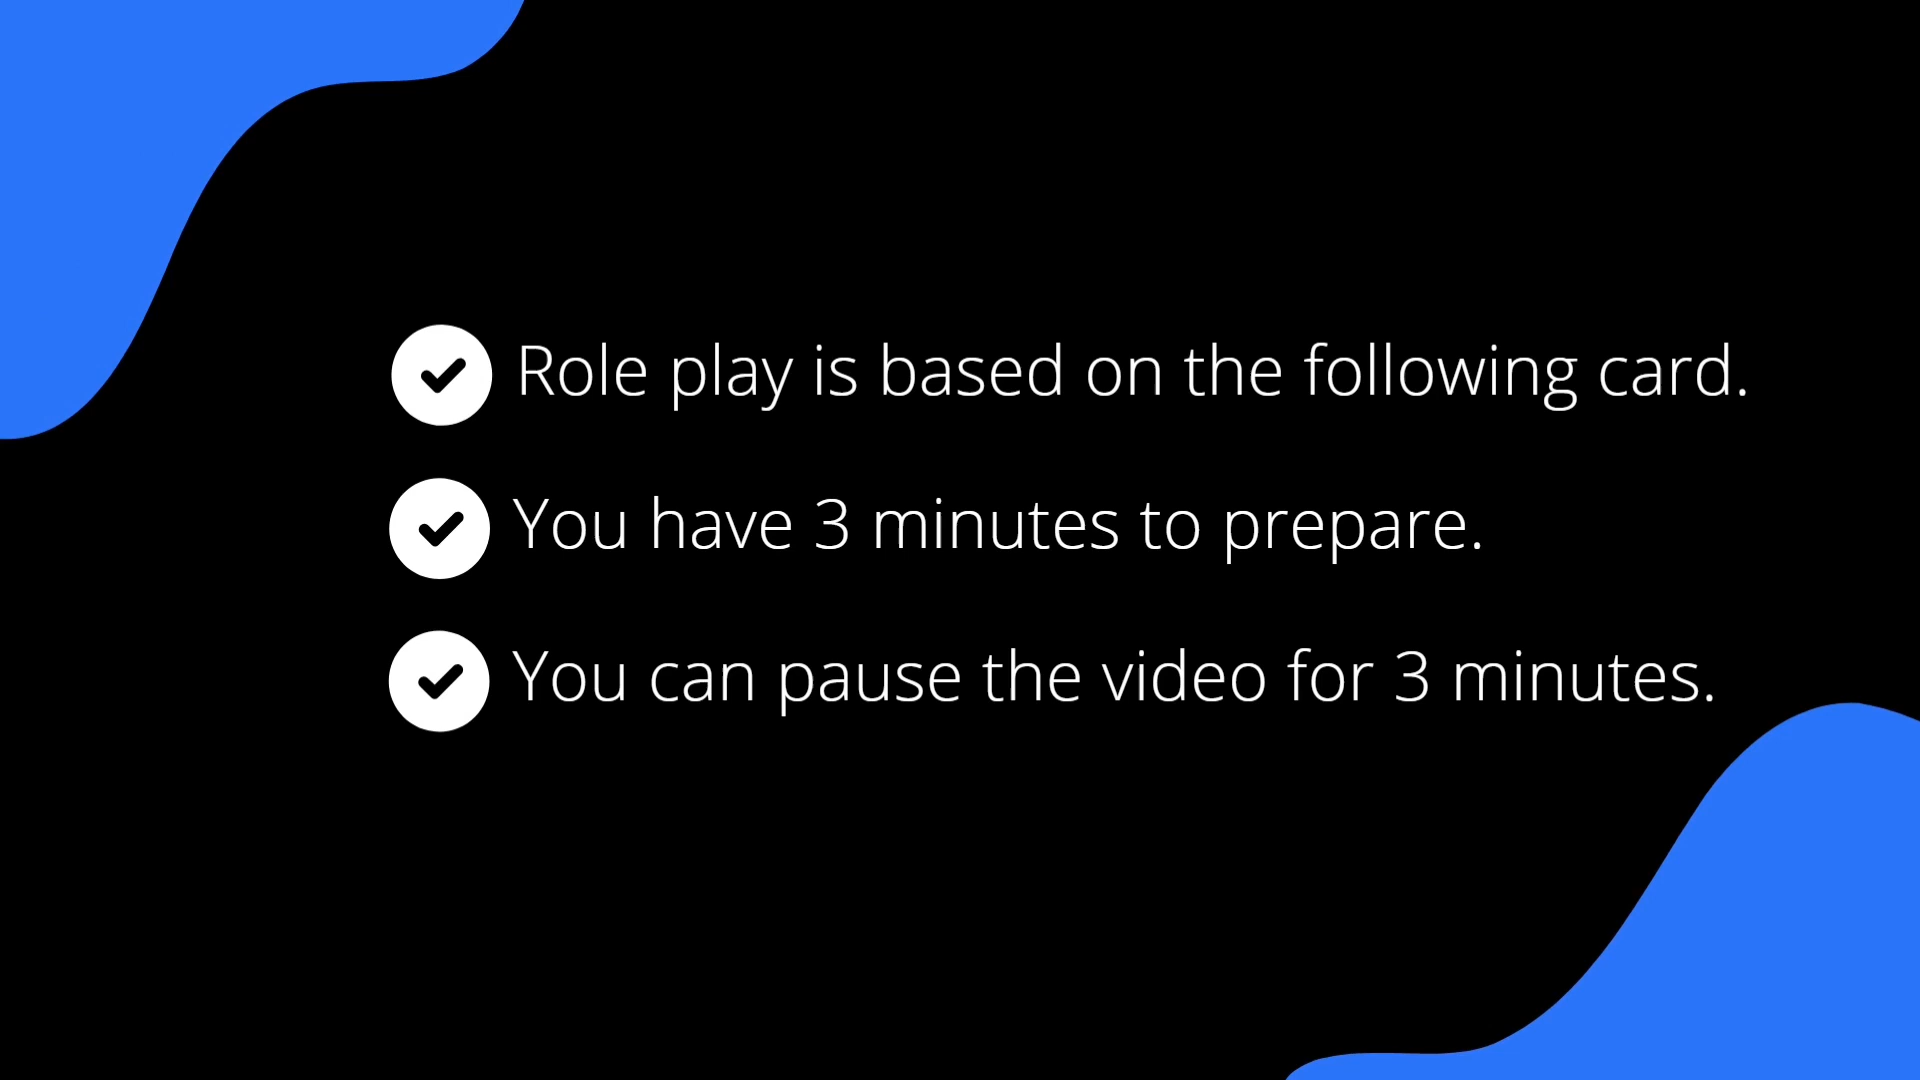 Role play is based on the following card.
You have 3 minutes to prepare.
You can pause the video for 3 minutes.